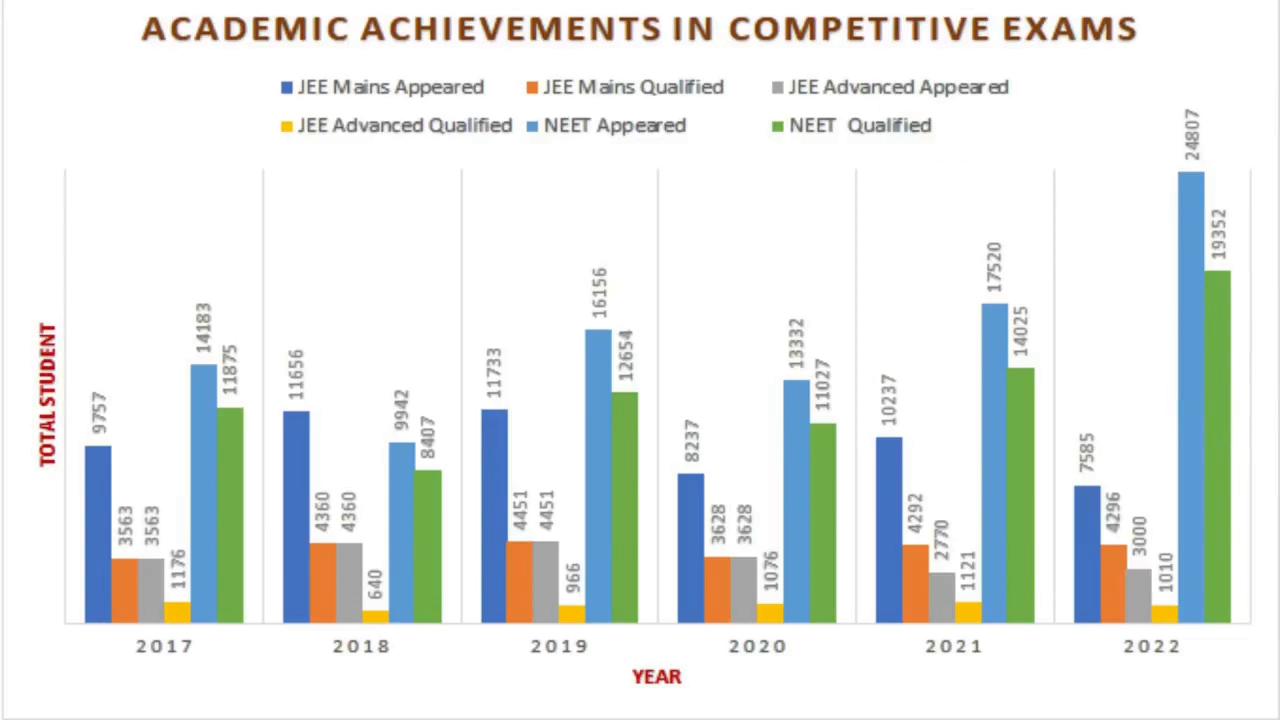 ACADEMIC ACHIEVEMENTS IN COMPETITIVE EXAMS
JEE Mains Appeared JEE Mains Qualified JEE Advanced Appeared
JEE Advanced Qualified NEET Appeared NEET Qualified
TOTAL STUDENT
9757 3563 3563 1176 14183 11875
11656 4360 4360 640 9942 8407
11733 4451 4451 966 16156 12654
8237 3628 3628 1076 13332 11027
10237 4292 2770 1121 17520 14025
7585 4296 3000 1010 24807 19352
2017 2018 2019 2020 2021 2022
YEAR